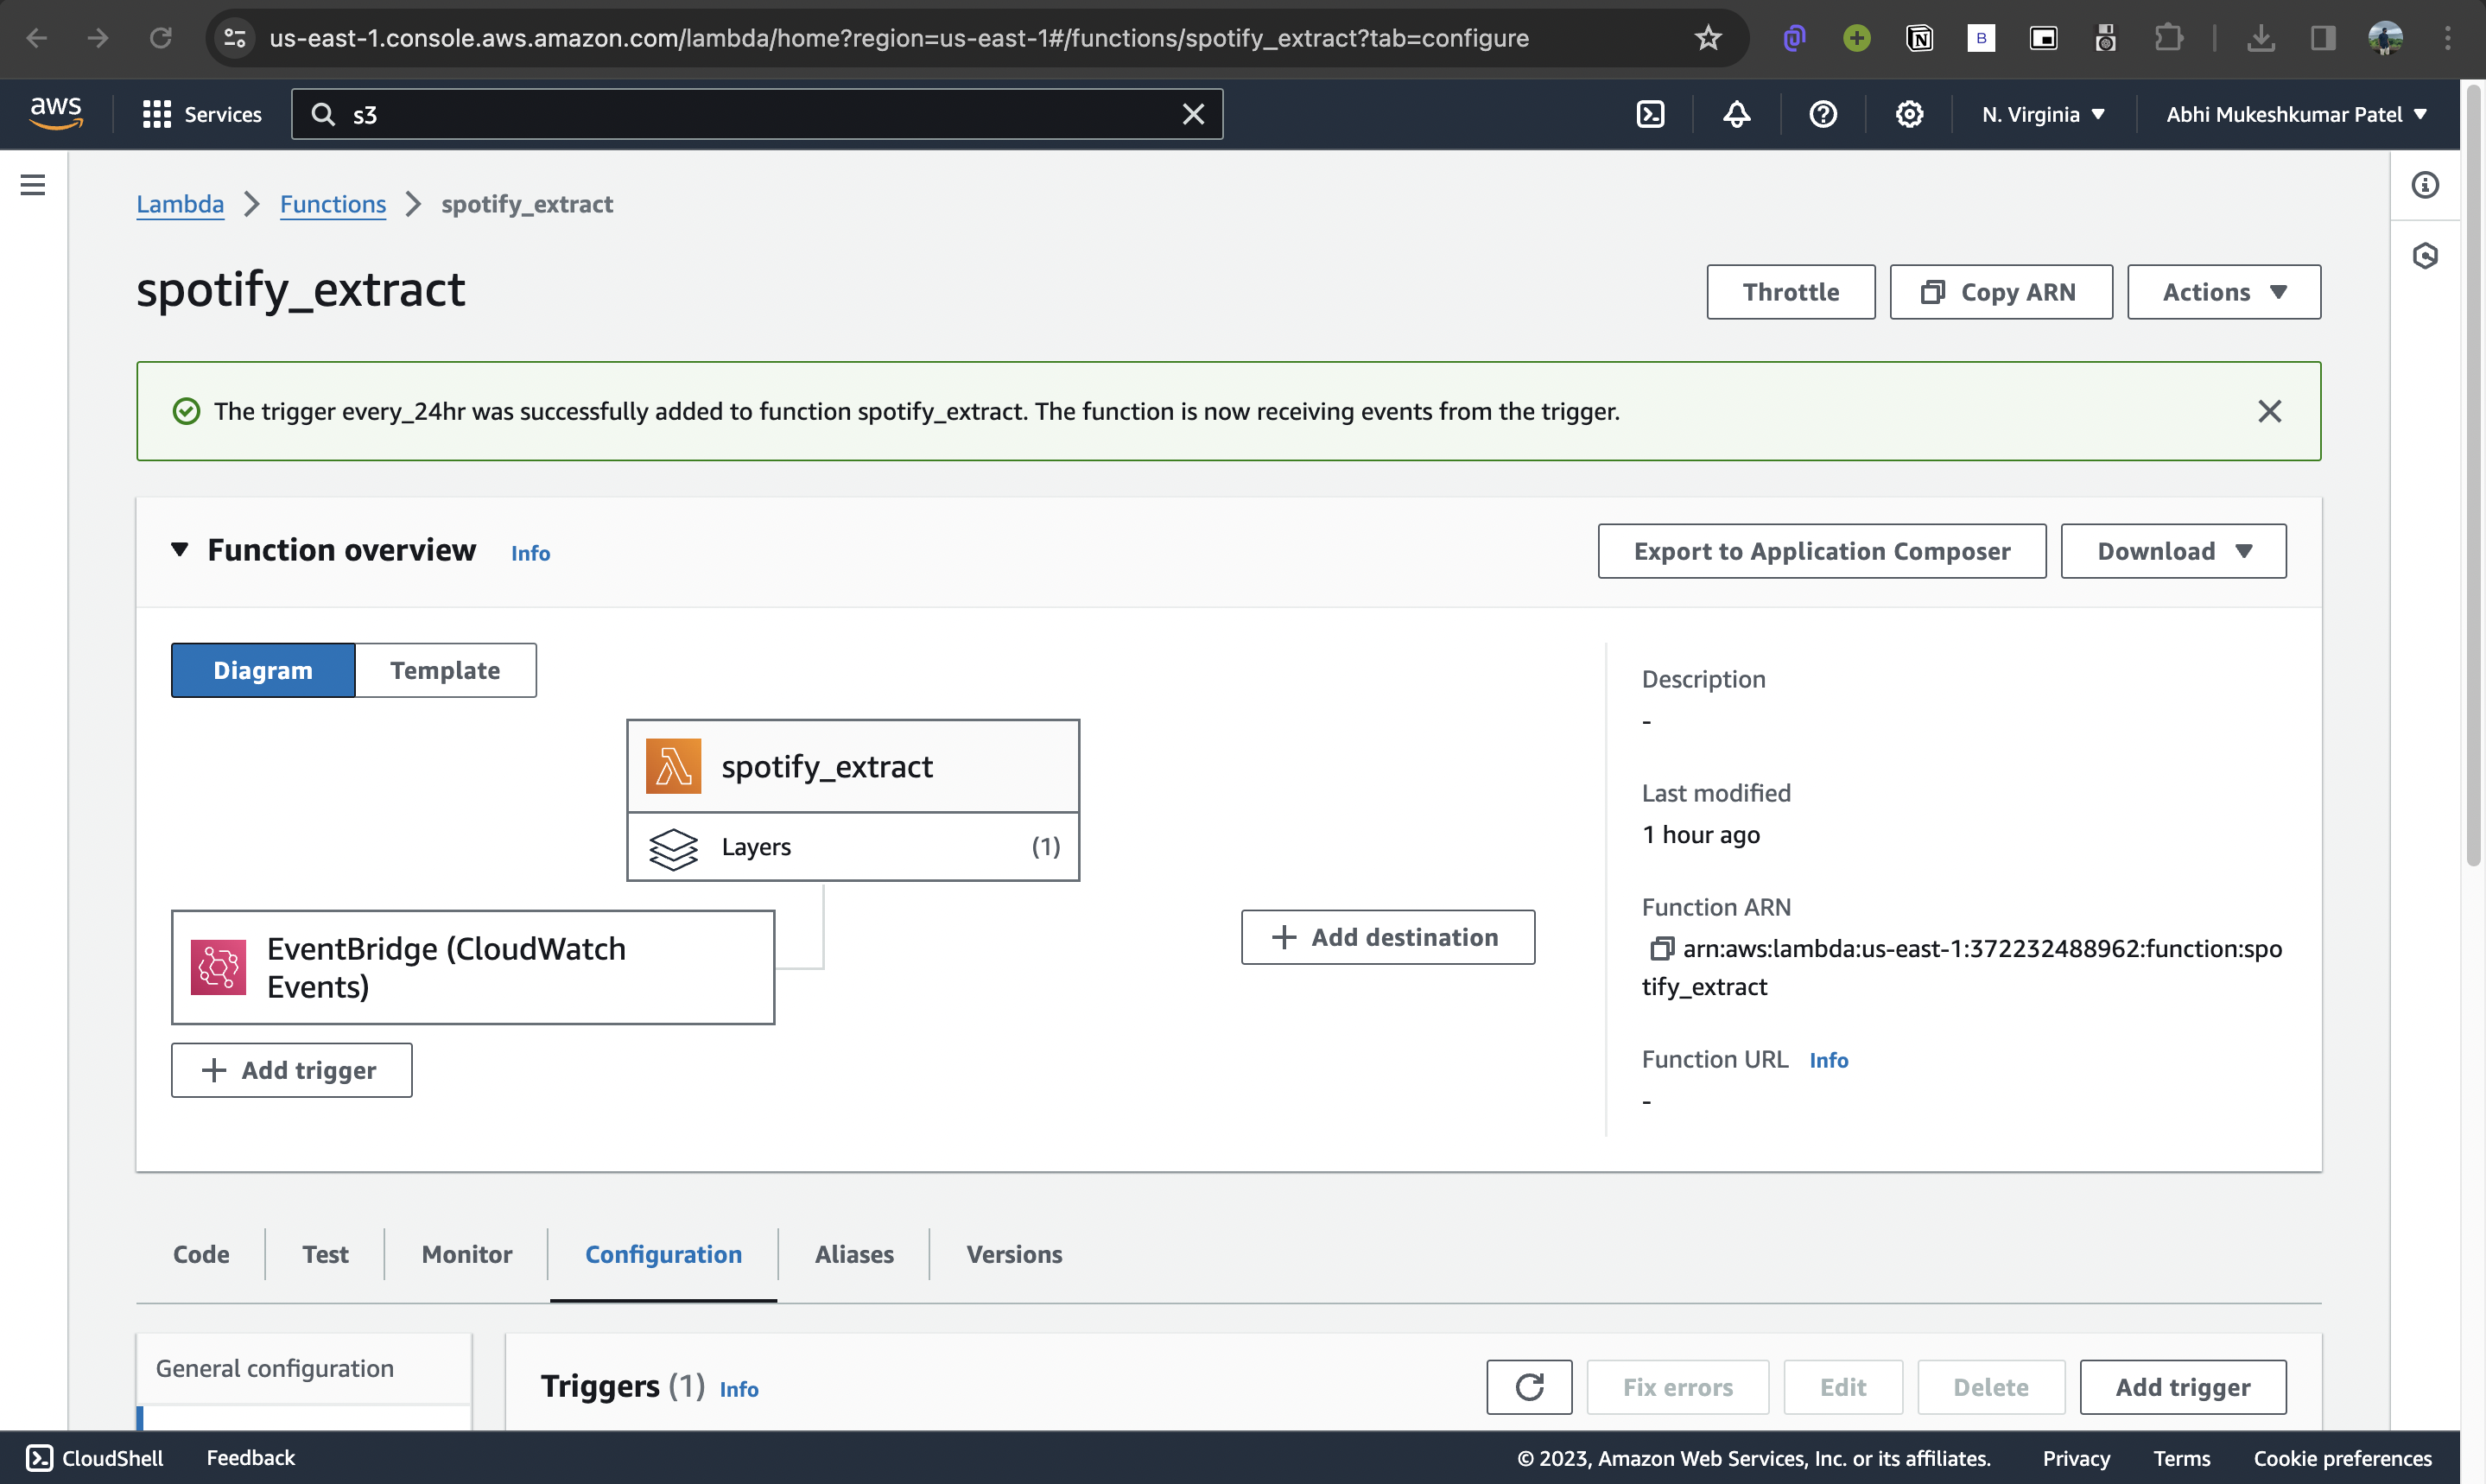 us-east-1.console.aws.amazon.com/lambda/home?region=us-east-1#/functions/spotify_extract?tab=configure
B
aws
Services
s3
N. Virginia
Abhi Mukeshkumar Patel
Lambda
Functions
spotify_extract
spotify_extract
Throttle
Copy ARN
Actions
The trigger every_24hr was successfully added to function spotify_extract. The function is now receiving events from the trigger.
Function overview Info
Export to Application Composer
Download
Diagram
Template
spotify_extract
Layers (1)
EventBridge (CloudWatch
Events)
Add trigger
Add destination
Description
-
Last modified
1 hour ago
Function ARN
arn:aws:lambda:us-east-1:372232488962:function:spo
tify_extract
Function URL Info
-
Code
Test
Monitor
Configuration
Aliases
Versions
General configuration
Triggers (1) Info
Fix errors
Edit
Delete
Add trigger
CloudShell
Feedback
© 2023, Amazon Web Services, Inc. or its affiliates.
Privacy
Terms
Cookie preferences